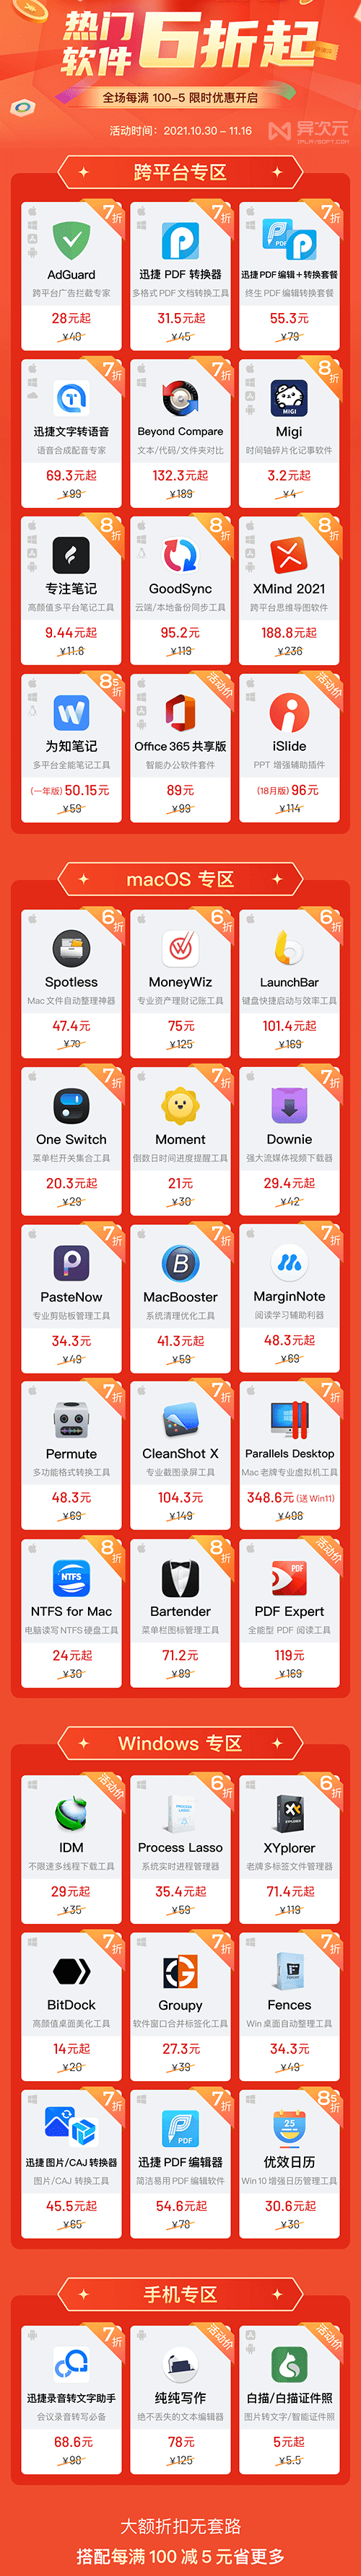 热门
软件
6折起
全场每满 100-5 限时优惠开启
活动时间：2021.10.30 – 11.16
异次元
IPLAYSOFT.COM
跨平台专区
7折
AdGuard
跨平台广告拦截专家
28元起
¥40
7折
迅捷 PDF 转换器
多格式 PDF 文档转换工具
31.5元起
¥45
7折
迅捷 PDF 编辑+转换套餐
终生 PDF 编辑转换套餐
55.3元
¥79
7折
迅捷文字转语音
语音合成配音专家
69.3元起
¥99
7折
Beyond Compare
文本/代码/文件夹对比
132.3元起
¥189
8折
Migi
时间轴碎片化记事软件
3.2元起
¥4
8折
专注笔记
高颜值多平台笔记工具
9.44元起
¥11.8
8折
GoodSync
云端/本地备份同步工具
95.2元
¥119
8折
XMind 2021
跨平台思维导图软件
188.8元起
¥236
85折
为知笔记
多平台全能笔记工具
(一年版) 50.15元
¥59
活动价
Office 365 共享版
智能办公软件套件
89元
¥99
活动价
iSlide
PPT 增强辅助插件
(18月版) 96元
¥114
macOS 专区
6折
Spotless
Mac 文件自动整理神器
47.4元
¥79
6折
MoneyWiz
专业资产理财记账工具
75元
¥125
6折
LaunchBar
键盘快捷启动与效率工具
101.4元起
¥169
7折
One Switch
菜单栏开关集合工具
20.3元起
¥29
7折
Moment
倒数日时间进度提醒工具
21元
¥30
7折
Downie
强大流媒体视频下载器
29.4元起
¥42
7折
PasteNow
专业剪贴板管理工具
34.3元
¥49
7折
MacBooster
系统清理优化工具
41.3元起
¥59
7折
MarginNote
阅读学习辅助利器
48.3元起
¥69
7折
Permute
多功能格式转换工具
48.3元
¥69
7折
CleanShot X
专业截图录屏工具
104.3元
¥149
7折
Parallels Desktop
Mac 老牌专业虚拟机工具
348.6元 (送 Win11)
¥498
8折
NTFS
NTFS for Mac
电脑读写 NTFS 硬盘工具
24元起
¥30
8折
Bartender
菜单栏图标管理工具
71.2元
¥89
活动价
PDF
PDF Expert
全能型 PDF 阅读工具
119元
¥169
Windows 专区
活动价
IDM
不限速多线程下载工具
29元起
¥35
6折
Process Lasso
系统实时进程管理器
35.4元起
¥59
6折
XYplorer
老牌多标签文件管理器
71.4元起
¥119
7折
BitDock
高颜值桌面美化工具
14元起
¥20
7折
Groupy
软件窗口合并标签化工具
27.3元
¥39
7折
Fences
Win 桌面自动整理工具
34.3元
¥49
7折
迅捷 图片/CAJ 转换器
图片/CAJ 转换工具
45.5元起
¥65
7折
PDF
迅捷 PDF 编辑器
简洁易用 PDF 编辑软件
54.6元起
¥78
85折
25
优效日历
Win 10 增强日历管理工具
30.6元起
¥36
手机专区
7折
迅捷录音转文字助手
会议录音转写必备
68.6元
¥98
活动价
纯纯写作
绝不丢失的文本编辑器
78元
¥125
活动价
白描/白描证件照
图片转文字/智能证件照
5元起
¥5.5
大额折扣无套路
搭配每满 100 减 5 元省更多